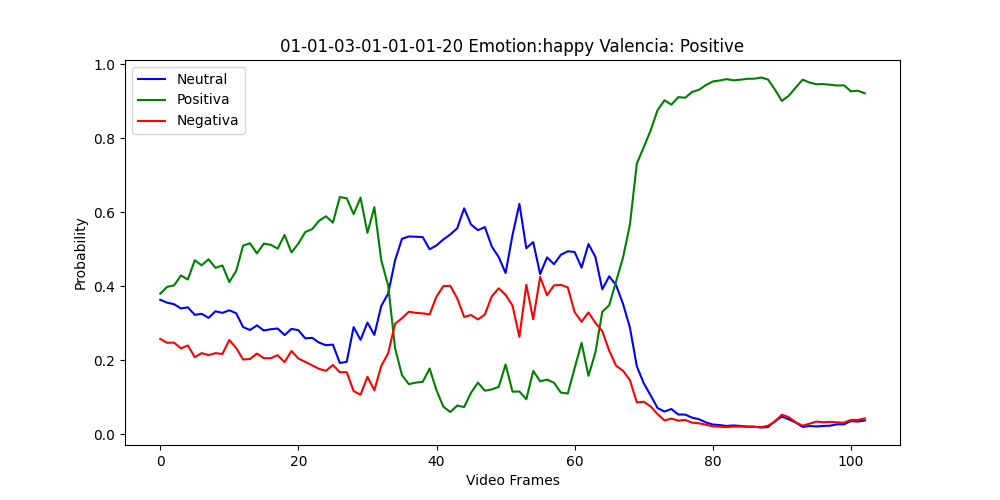 01-01-03-01-01-01-20 Emotion:happy Valencia: Positive
1.0
0.8
0.6
0.4
0.2
0.0
Probability
Neutral
Positiva
Negativa
0 20 40 60 80 100
Video Frames